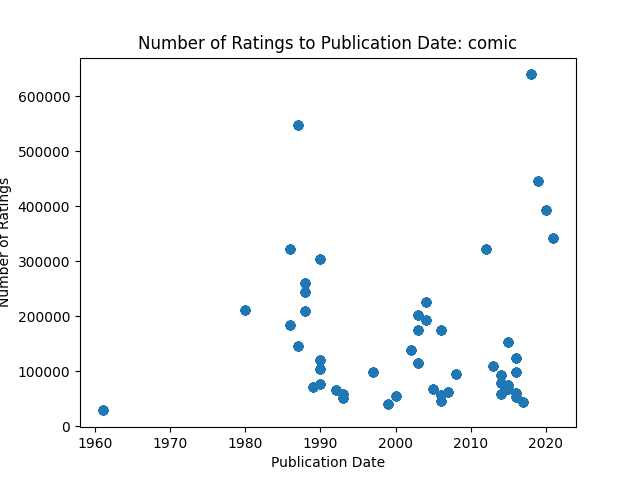 Number of Ratings to Publication Date: comic
600000
500000
400000
300000
200000
100000
0
Number of Ratings
1960 1970 1980 1990 2000 2010 2020
Publication Date